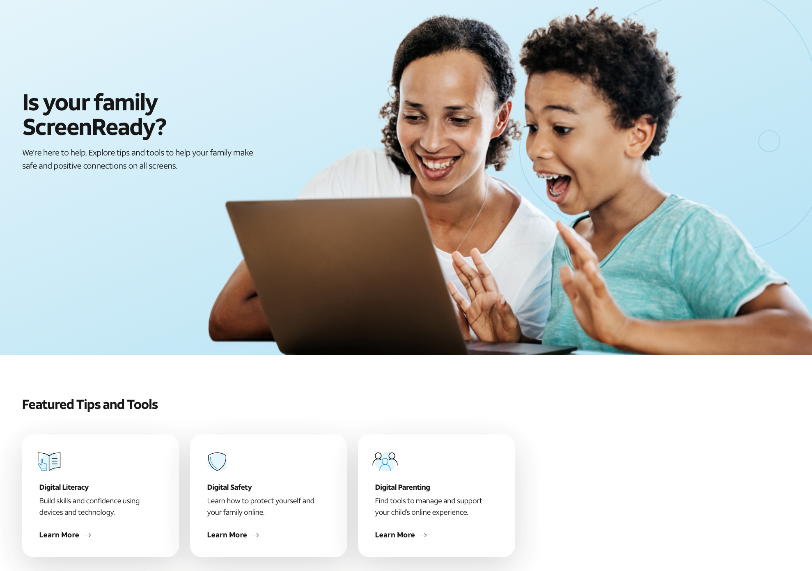 Is your family
ScreenReady?
We're here to help. Explore tips and tools to help your family make
safe and positive connections on all screens.
Featured Tips and Tools
Digital Literacy
Build skills and confidence using
devices and technology.
Learn More
Digital Safety
Learn how to protect yourself and
your family online.
Learn More
Digital Parenting
Find tools to manage and support
your child's online experience.
Learn More